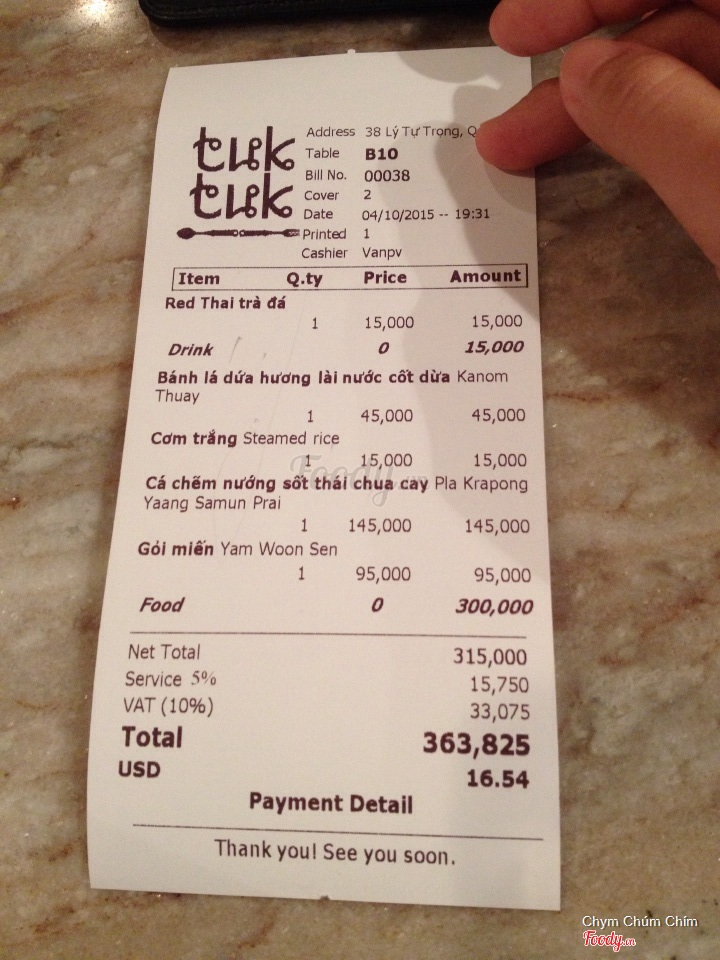 tuk
tuk
Address 38 Lý Tự Trọng,
Table B10
Bill No. 00038
Cover 2
Date 04/10/2015 -- 19:31
Printed 1
Cashier Vanpv
Item Q.ty Price Amount
Red Thai trà đá
1 15,000 15,000
Drink 0 15,000
Bánh lá dứa hương lài nước cốt dừa Kanom
Thuay
1 45,000 45,000
Cơm trắng Steamed rice
1 15,000 15,000
Cá chẽm nướng sốt thái chua cay Pla Krapong
Yaang Samun Prai
1 145,000 145,000
Gỏi miến Yam Woon Sen
1 95,000 95,000
Food 0 300,000
Net Total 315,000
Service 5% 15,750
VAT (10%) 33,075
Total 363,825
USD 16.54
Payment Detail
Thank you! See you soon.
Foody.vn
Chym Chúm Chím
Foody.vn